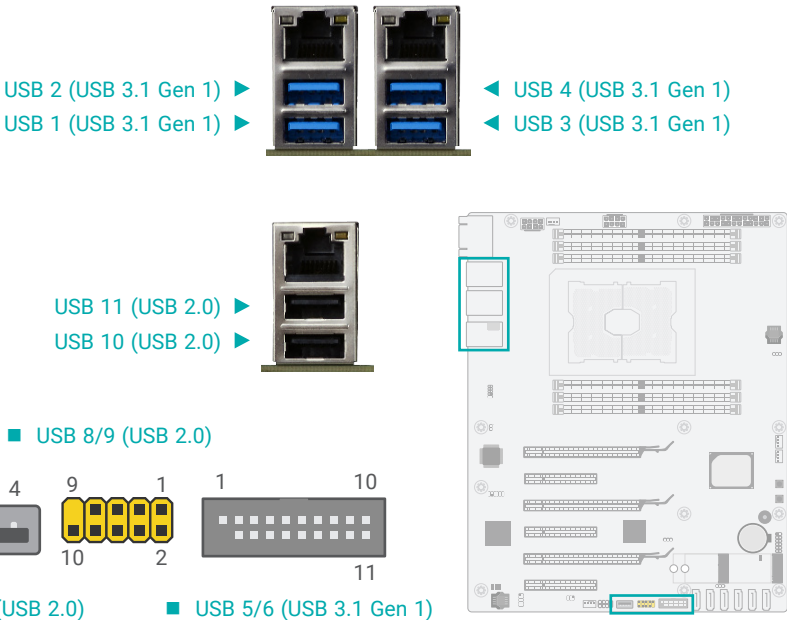 USB 2 (USB 3.1 Gen 1)
USB 4 (USB 3.1 Gen 1)
USB 1 (USB 3.1 Gen 1)
USB 3 (USB 3.1 Gen 1)
USB 11 (USB 2.0)
USB 10 (USB 2.0)
USB 8/9 (USB 2.0)
4
9 1
1 10
10 2
11
(USB 2.0)
USB 5/6 (USB 3.1 Gen 1)